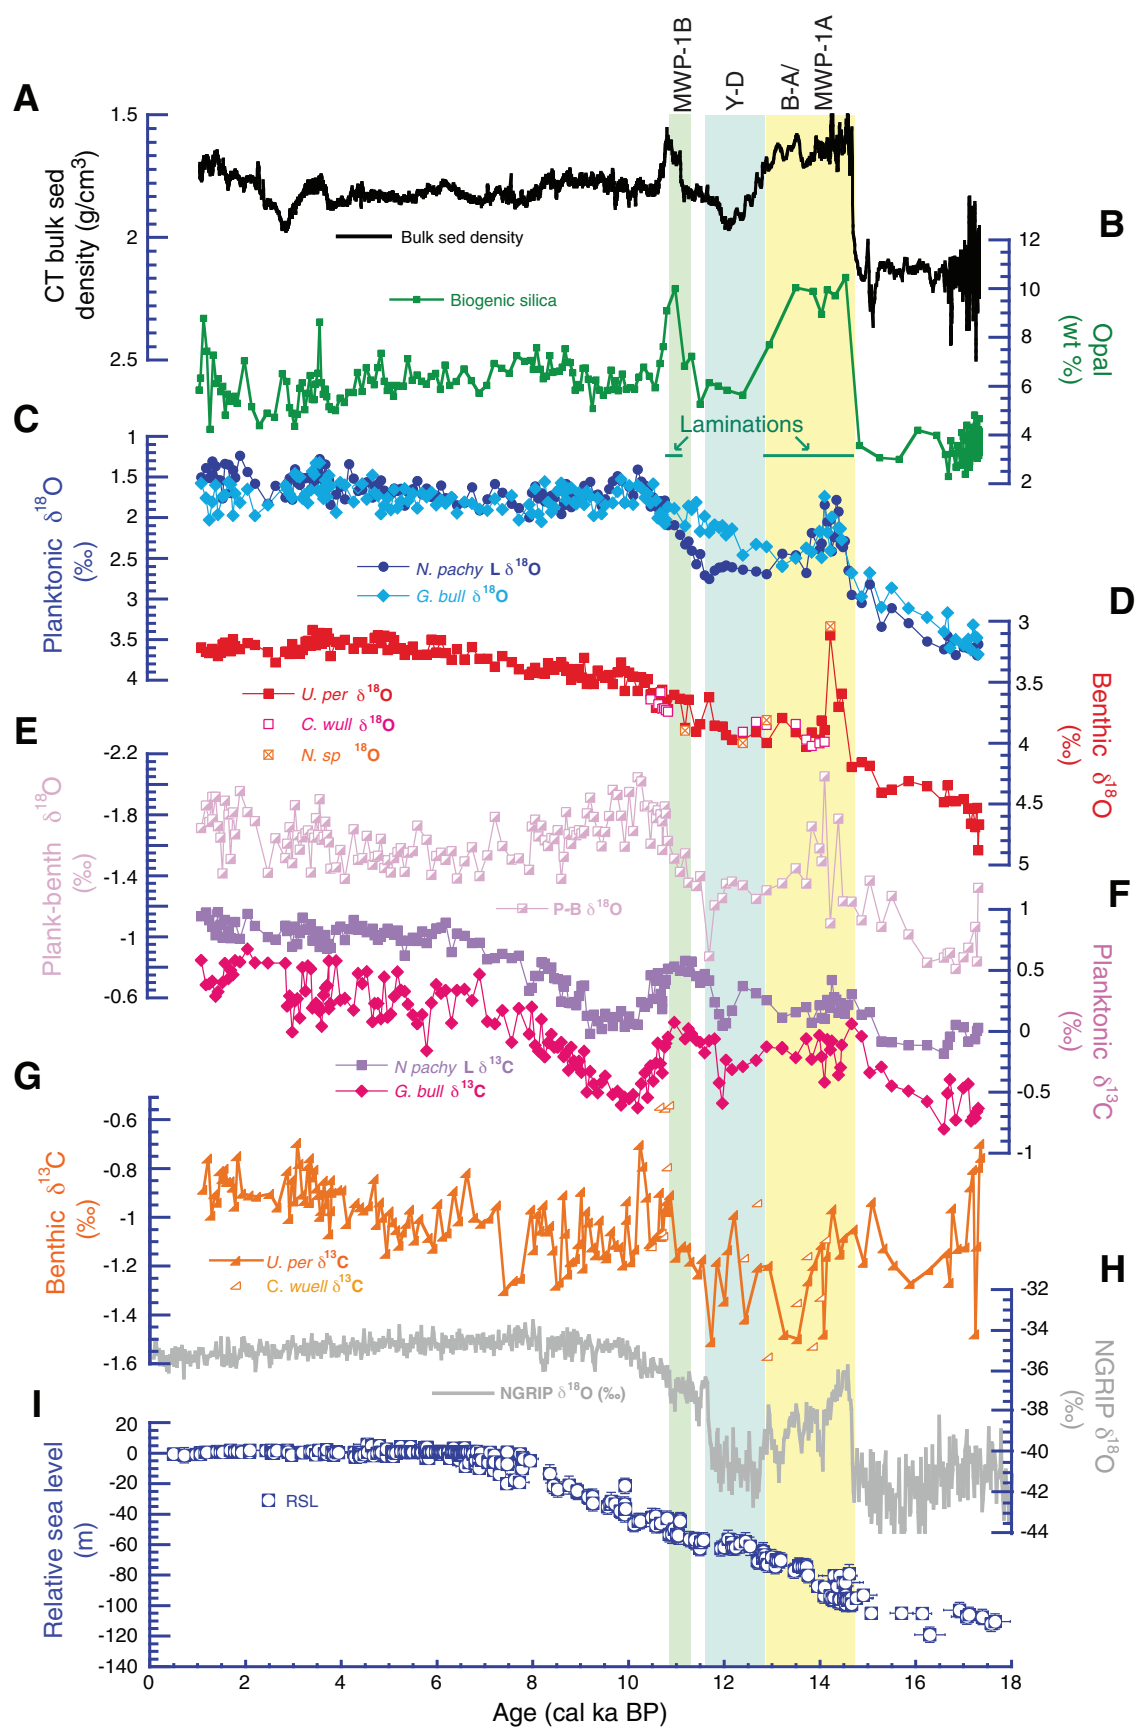 MWP-1B
Y-D
B-A/
MWP-1A
A
1.5
2
2.5
CT bulk sed
density (g/cm3)
Bulk sed density
B
12
10
8
6
4
2
Opal
(wt %)
Biogenic silica
Laminations
C
1
1.5
2
2.5
3
3.5
4
Planktonic δ18O
(‰)
N. pachy L δ18O
G. bull δ18O
D
3
3.5
4
4.5
5
Benthic δ18O
(‰)
U. per δ18O
C. wull δ18O
N. sp 18O
E
-2.2
-1.8
-1.4
-1
-0.6
Plank-benth δ18O
(‰)
P-B δ18O
F
1
0.5
0
-0.5
-1
Planktonic δ13C
(‰)
N pachy L δ13C
G. bull δ13C
G
-0.6
-0.8
-1
-1.2
-1.4
-1.6
Benthic δ13C
(‰)
U. per δ13C
C. wuell δ13C
H
-32
-34
-36
-38
-40
-42
-44
NGRIP δ18O
(‰)
NGRIP δ18O (‰)
I
20
0
-20
-40
-60
-80
-100
-120
-140
Relative sea level
(m)
RSL
0 2 4 6 8 10 12 14 16 18
Age (cal ka BP)